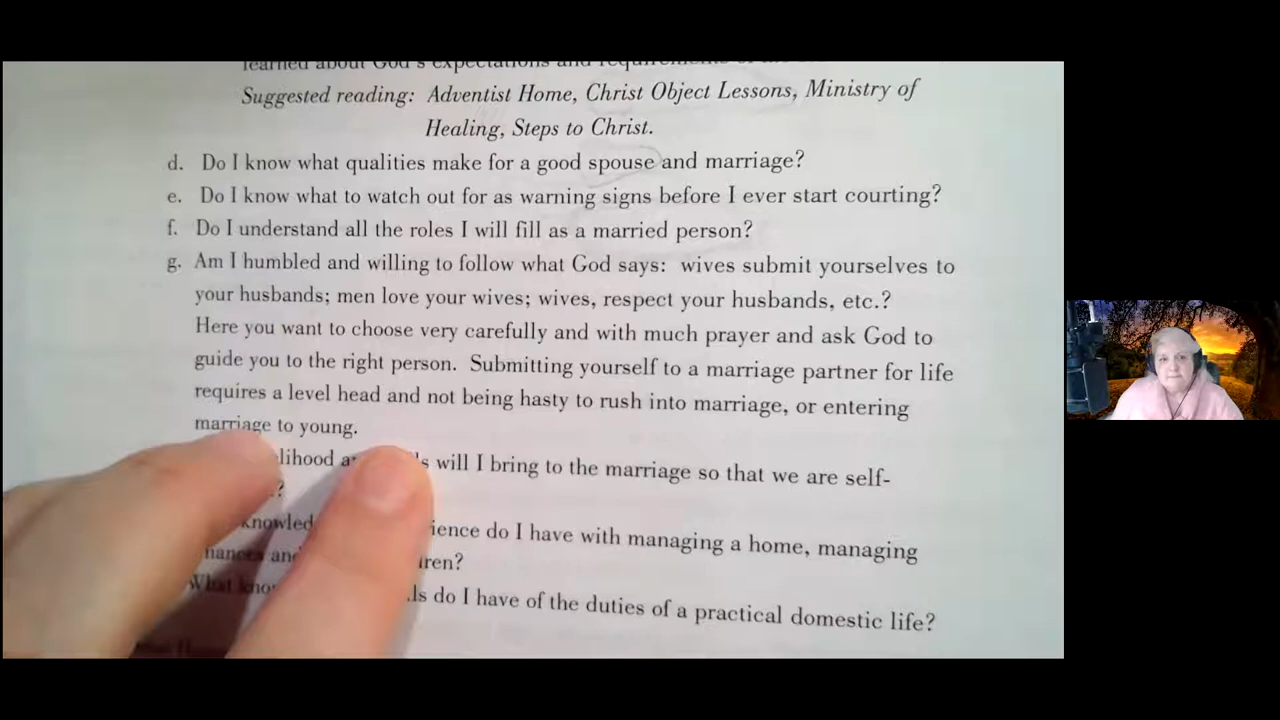 learned about God's expectations and
Suggested reading: Adventist Home, Christ Object Lessons, Ministry of
Healing, Steps to Christ.
d. Do I know what qualities make for a good spouse and marriage?
e. Do I know what to watch out for as warning signs before I ever start courting?
f. Do I understand all the roles I will fill as a married person?
g. Am I humbled and willing to follow what God says: wives submit yourselves to
your husbands; men love your wives; wives, respect your husbands, etc.?
Here you want to choose very carefully and with much prayer and ask God to
guide you to the right person. Submitting yourself to a marriage partner for life
requires a level head and not being hasty to rush into marriage, or entering
marriage to young.
will I bring to the marriage so that we are self-
do I have with managing a home, managing
do I have of the duties of a practical domestic life?